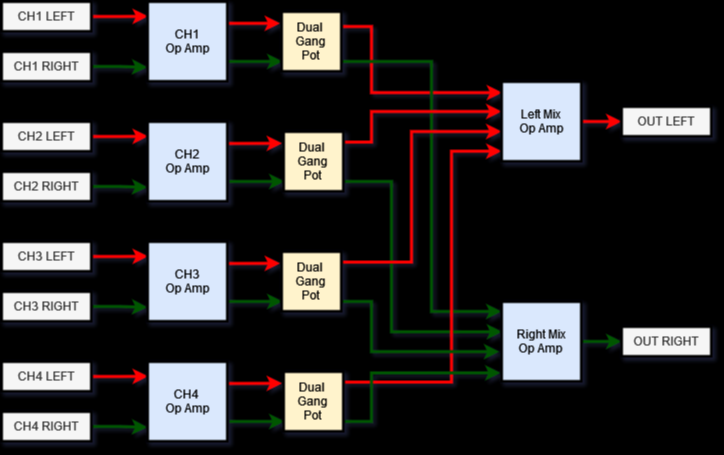 CH1 LEFT
CH1 RIGHT
CH1
Op Amp
Dual
Gang
Pot
CH2 LEFT
CH2 RIGHT
CH2
Op Amp
Dual
Gang
Pot
CH3 LEFT
CH3 RIGHT
CH3
Op Amp
Dual
Gang
Pot
CH4 LEFT
CH4 RIGHT
CH4
Op Amp
Dual
Gang
Pot
Left Mix
Op Amp
OUT LEFT
Right Mix
Op Amp
OUT RIGHT